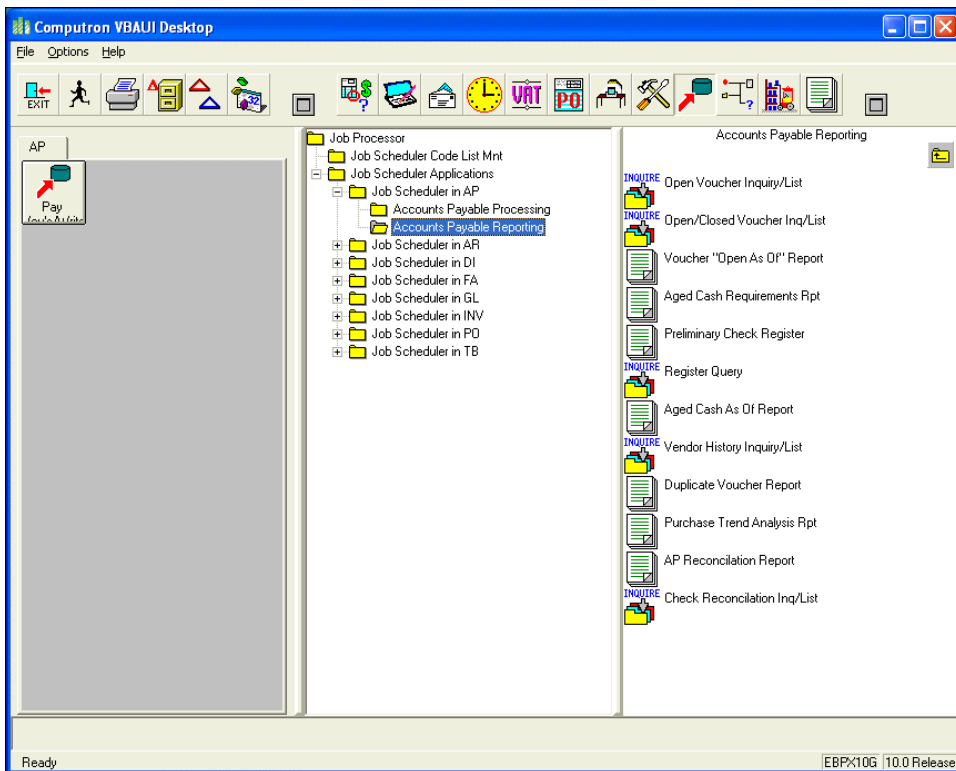 Computron VBAUI Desktop
File Options Help
EXIT
A
32
$
?
VAT
PO
?
AP
Pay
Job Processor
Job Scheduler Code List Mnt
Job Scheduler Applications
Job Scheduler in AP
Accounts Payable Processing
Accounts Payable Reporting
Job Scheduler in AR
Job Scheduler in DI
Job Scheduler in FA
Job Scheduler in GL
Job Scheduler in INV
Job Scheduler in PO
Job Scheduler in TB
Accounts Payable Reporting
INQUIRE Open Voucher Inquiry/List
INQUIRE Open/Closed Voucher Inq/List
Voucher "Open As Of" Report
Aged Cash Requirements Rpt
Preliminary Check Register
INQUIRE Register Query
Aged Cash As Of Report
INQUIRE Vendor History Inquiry/List
Duplicate Voucher Report
Purchase Trend Analysis Rpt
AP Reconcilation Report
INQUIRE Check Reconcilation Inq/List
Ready
EBPX10G 10.0 Release